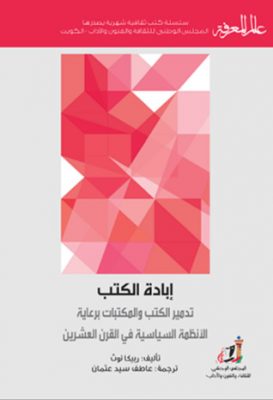 سلسلة كتب ثقافية شهرية يصدرها
المجلس الوطني للثقافة والفنون والآداب - الكويت
عالم المعرفة
إبادة الكتب
تدمير الكتب والمكتبات برعاية
الأنظمة السياسية في القرن العشرين
تأليف: ربيكا نوث
ترجمة: عاطف سيد عثمان
المجلس الوطني
للثقافة والفنون والآداب